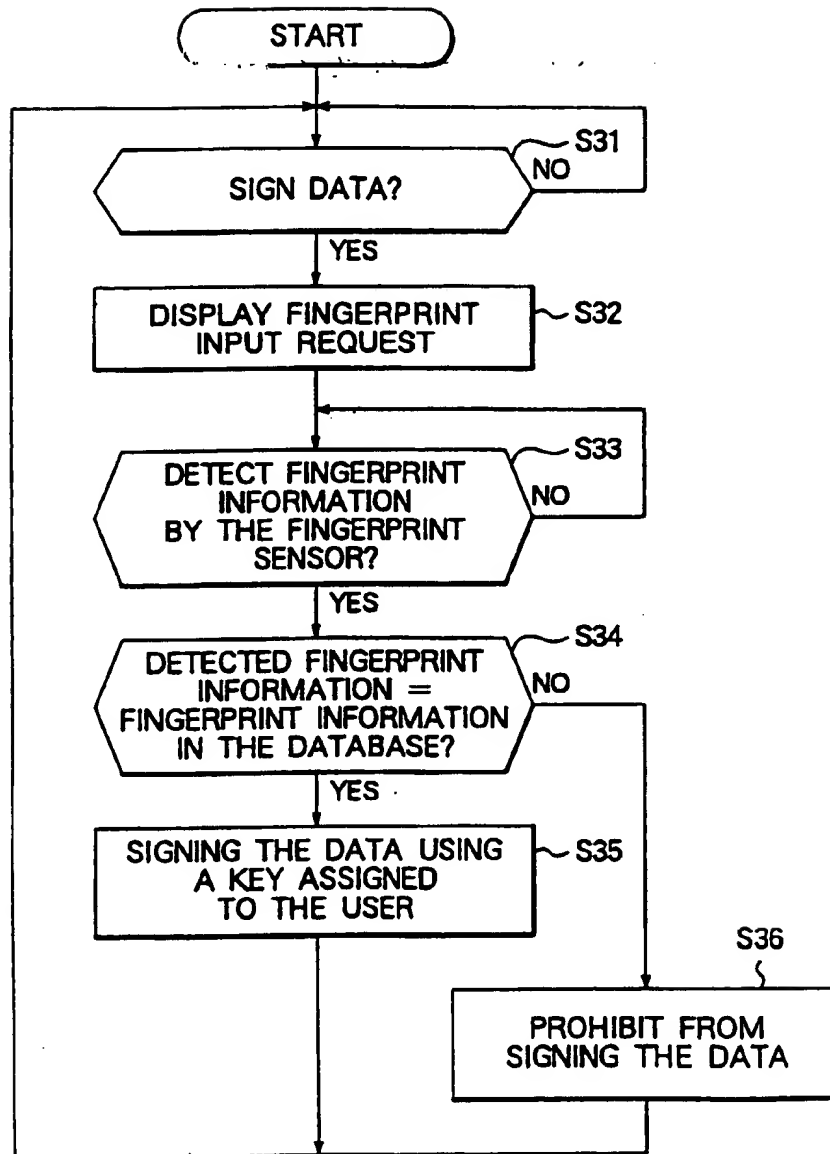 START
S31
NO
SIGN DATA?
YES
DISPLAY FINGERPRINT
INPUT REQUEST
S32
S33
DETECT FINGERPRINT
INFORMATION
BY THE FINGERPRINT
SENSOR?
NO
YES
S34
DETECTED FINGERPRINT
INFORMATION =
FINGERPRINT INFORMATION
IN THE DATABASE?
NO
YES
SIGNING THE DATA USING
A KEY ASSIGNED
TO THE USER
S35
S36
PROHIBIT FROM
SIGNING THE DATA